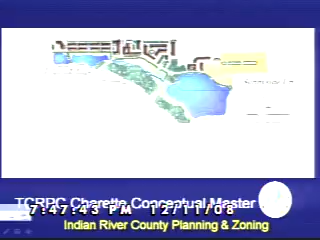 TCRPC Charette Conceptual Master
7:47:43 PM 12/11/08
Indian River County Planning & Zoning